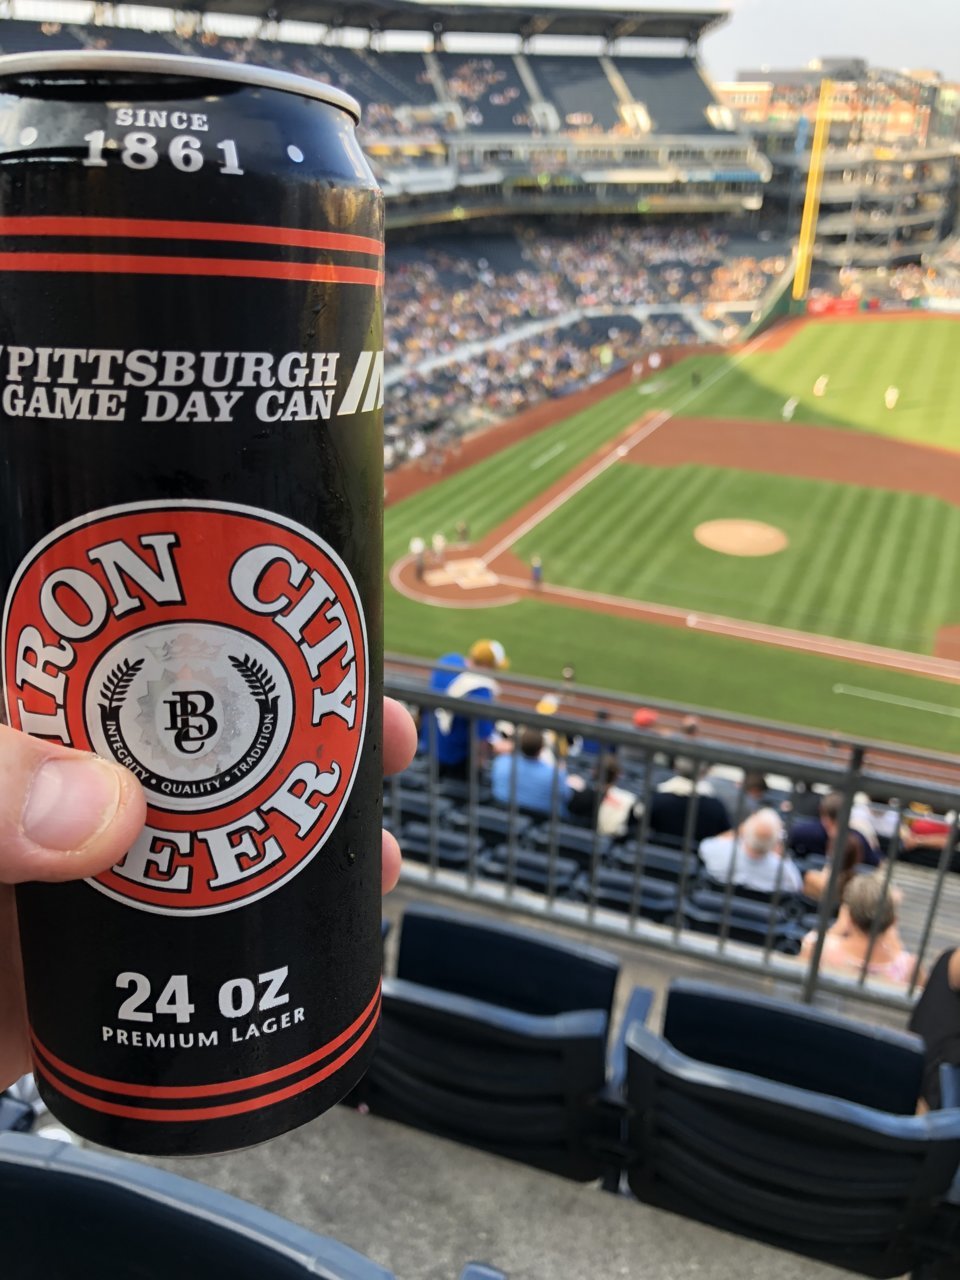 SINCE
1861
PITTSBURGH
GAME DAY CAN
IRON CITY
PBC
INTEGRITY • QUALITY • TRADITION
BEER
24 OZ
PREMIUM LAGER